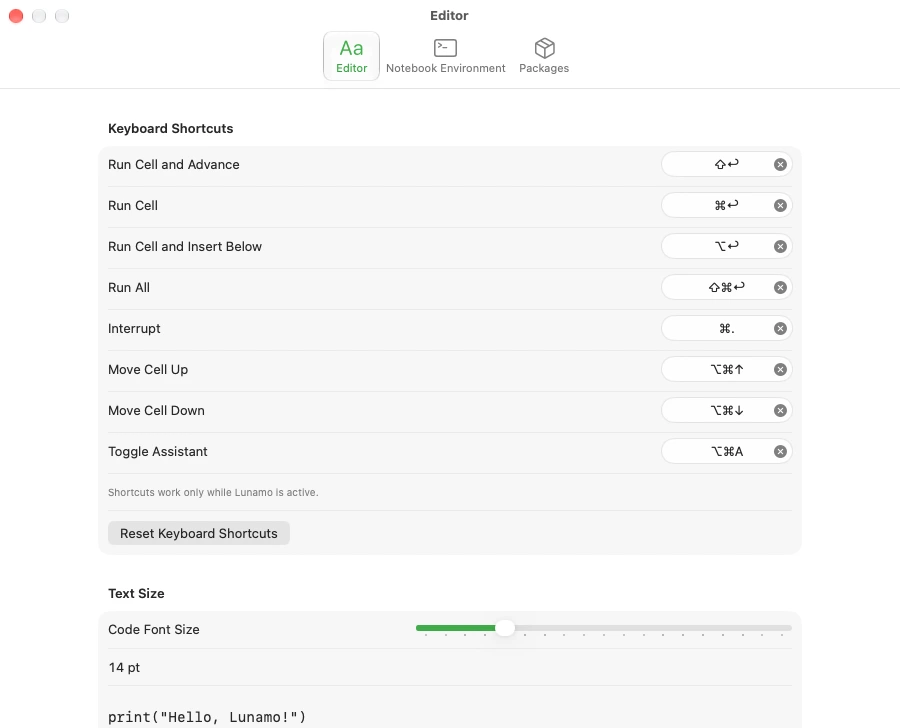 Editor
Aa
Editor
Notebook Environment
Packages
Keyboard Shortcuts
Run Cell and Advance ⇧↩
Run Cell ⌘↩
Run Cell and Insert Below ⌥↩
Run All ⇧⌘↩
Interrupt ⌘.
Move Cell Up ⌥⌘↑
Move Cell Down ⌥⌘↓
Toggle Assistant ⌥⌘A
Shortcuts work only while Lunamo is active.
Reset Keyboard Shortcuts
Text Size
Code Font Size
14 pt
print("Hello, Lunamo!")